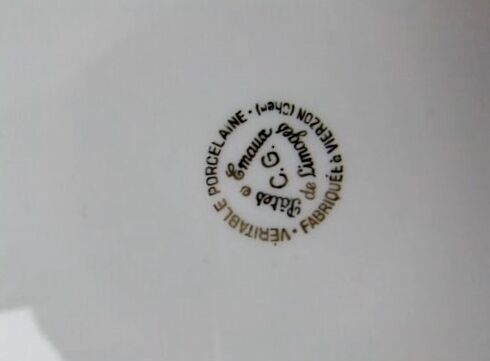 VÉRITABLE PORCELAINE · FABRIQUÉE à VIERZON (Cher) ·
Pâtes e Emaux
C.G.
de Limoges